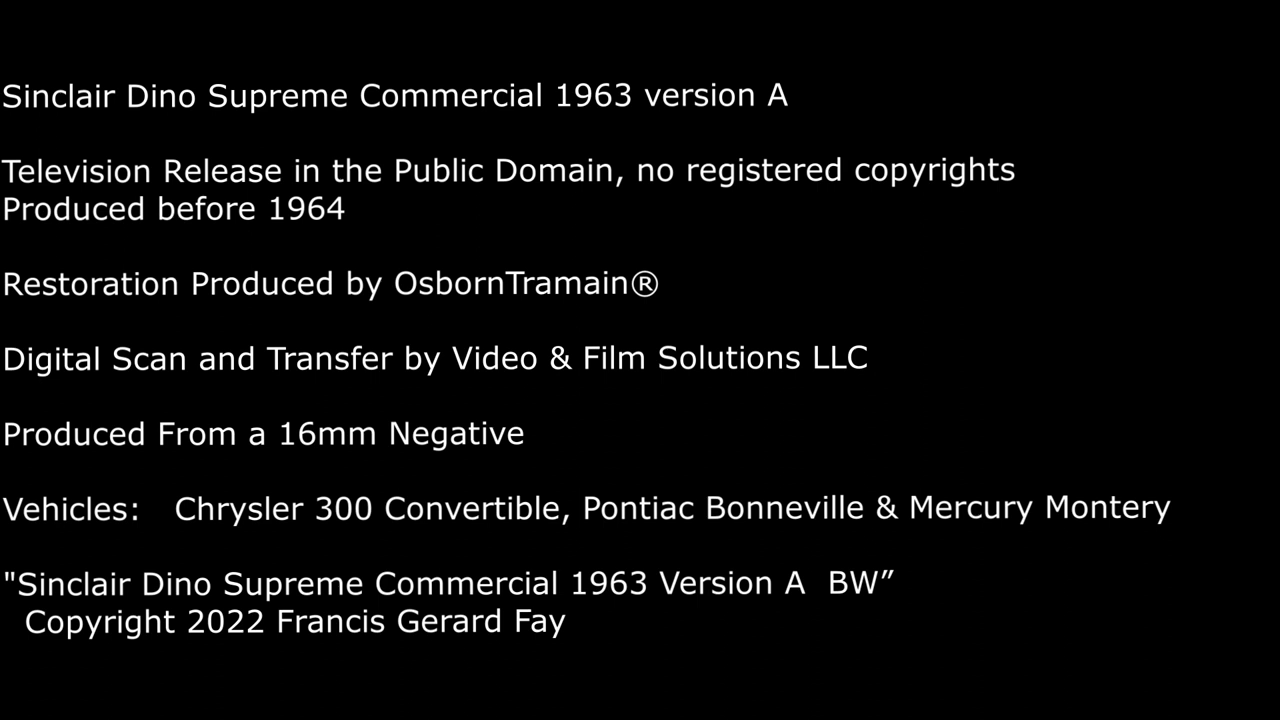 Sinclair Dino Supreme Commercial 1963 version A
Television Release in the Public Domain, no registered copyrights
Produced before 1964
Restoration Produced by OsbornTramain®
Digital Scan and Transfer by Video & Film Solutions LLC
Produced From a 16mm Negative
Vehicles: Chrysler 300 Convertible, Pontiac Bonneville & Mercury Montery
"Sinclair Dino Supreme Commercial 1963 Version A BW”
Copyright 2022 Francis Gerard Fay